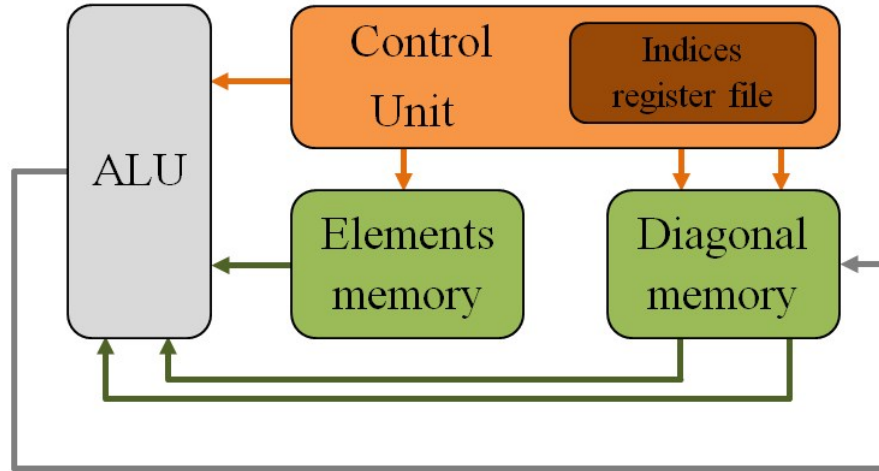 Control
Unit
Indices
register file
ALU
Elements
memory
Diagonal
memory